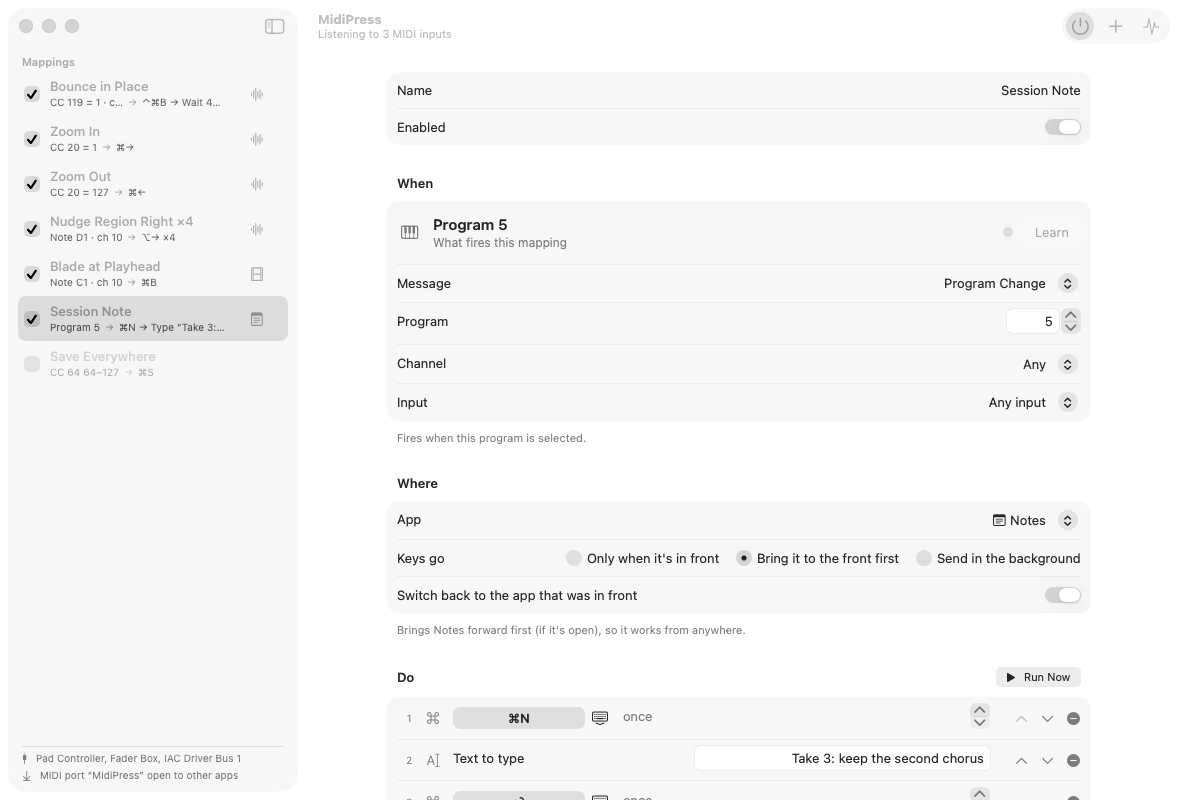 MidiPress
Listening to 3 MIDI inputs
Mappings
Bounce in Place
CC 119 = 1 · c... → ⌃⌘B → Wait 4...
Zoom In
CC 20 = 1 → ⌘→
Zoom Out
CC 20 = 127 → ⌘←
Nudge Region Right ×4
Note D1 · ch 10 → ⌥→ ×4
Blade at Playhead
Note C1 · ch 10 → ⌘B
Session Note
Program 5 → ⌘N → Type “Take 3:...
Save Everywhere
CC 64 64–127 → ⌘S
Pad Controller, Fader Box, IAC Driver Bus 1
MIDI port “MidiPress” open to other apps
Name Session Note
Enabled
When
Program 5
What fires this mapping
Learn
Message Program Change
Program 5
Channel Any
Input Any input
Fires when this program is selected.
Where
App Notes
Keys go Only when it's in front Bring it to the front first Send in the background
Switch back to the app that was in front
Brings Notes forward first (if it's open), so it works from anywhere.
Do Run Now
1 ⌘N once
2 Text to type Take 3: keep the second chorus